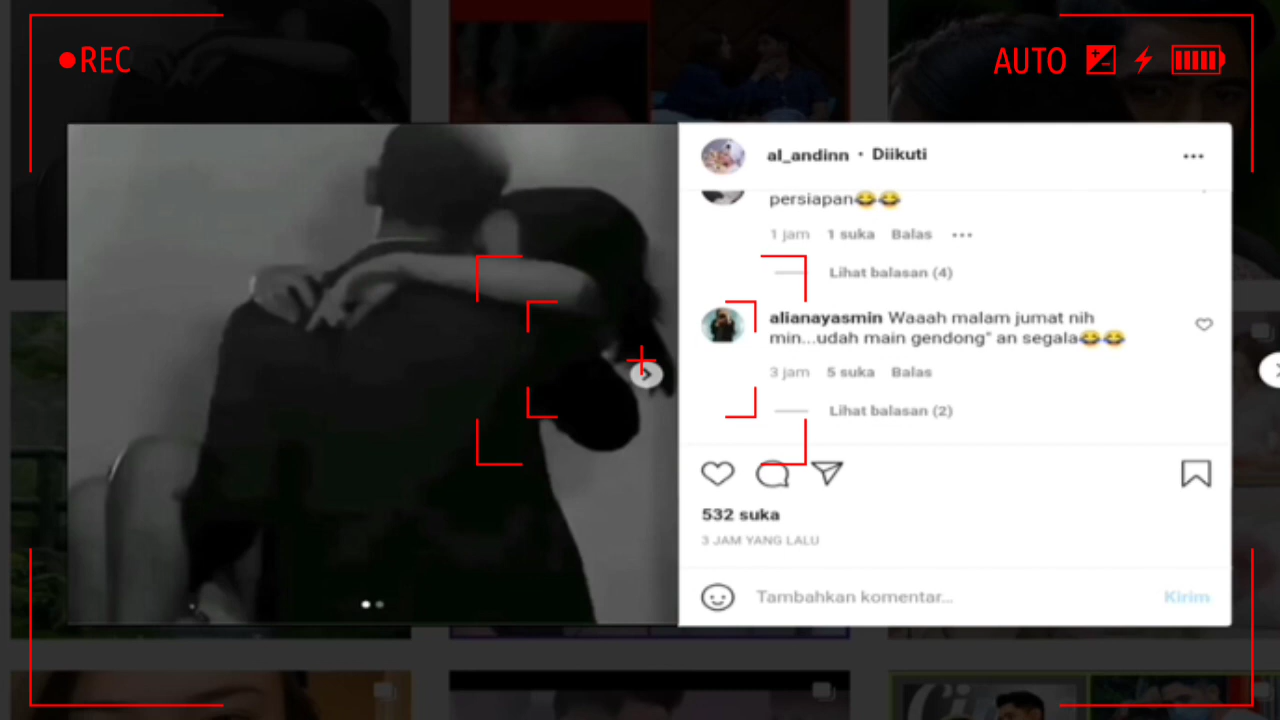 REC
AUTO
al_andinn • Diikuti
persiapan😂😂
1 jam 1 suka Balas
Lihat balasan (4)
alianayasmin Waaah malam jumat nih
min...udah main gendong" an segala😂😂
3 jam 5 suka Balas
Lihat balasan (2)
532 suka
3 JAM YANG LALU
Tambahkan komentar...
Kirim